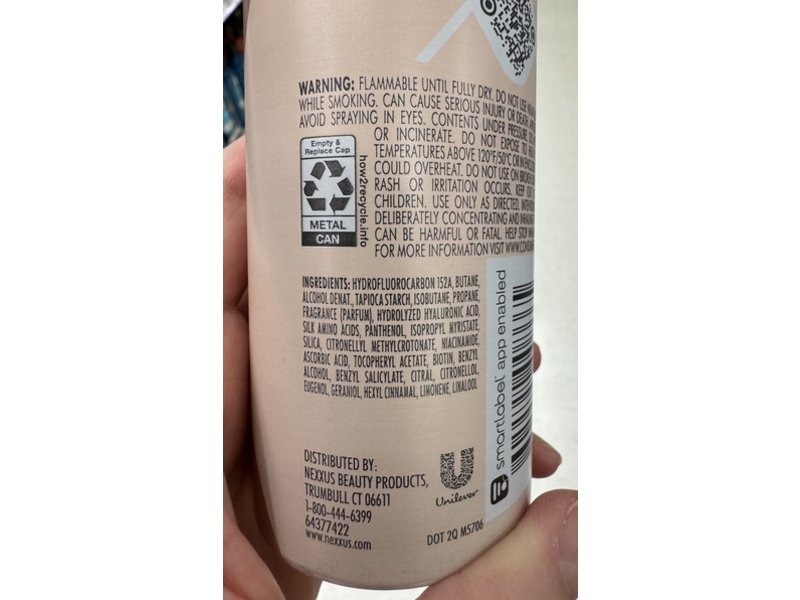 WARNING: FLAMMABLE UNTIL FULLY DRY. DO NOT USE
WHILE SMOKING. CAN CAUSE SERIOUS INJURY OR DEATH.
AVOID SPRAYING IN EYES. CONTENTS UNDER PRESSURE.
OR INCINERATE. DO NOT EXPOSE TO
TEMPERATURES ABOVE 120°F/50°C OR IN
COULD OVERHEAT. DO NOT USE ON BROKEN
RASH OR IRRITATION OCCURS. KEEP
CHILDREN. USE ONLY AS DIRECTED.
DELIBERATELY CONCENTRATING AND
CAN BE HARMFUL OR FATAL. HELP STOP
FOR MORE INFORMATION VISIT
Empty &
Replace Cap
METAL
CAN
how2recycle.info
INGREDIENTS: HYDROFLUOROCARBON 152A, BUTANE,
ALCOHOL DENAT., TAPIOCA STARCH, ISOBUTANE, PROPANE,
FRAGRANCE (PARFUM), HYDROLYZED HYALURONIC ACID,
SILK AMINO ACIDS, PANTHENOL, ISOPROPYL MYRISTATE,
SILICA, CITRONELLYL METHYLCROTONATE, NIACINAMIDE,
ASCORBIC ACID, TOCOPHERYL ACETATE, BIOTIN, BENZYL
ALCOHOL, BENZYL SALICYLATE, CITRAL, CITRONELLOL,
EUGENOL, GERANIOL, HEXYL CINNAMAL, LIMONENE, LINALOOL
smartlabel app enabled
DISTRIBUTED BY:
NEXXUS BEAUTY PRODUCTS,
TRUMBULL CT 06611
1-800-444-6399
64377422
www.nexxus.com
Unilever
DOT 2Q M5706